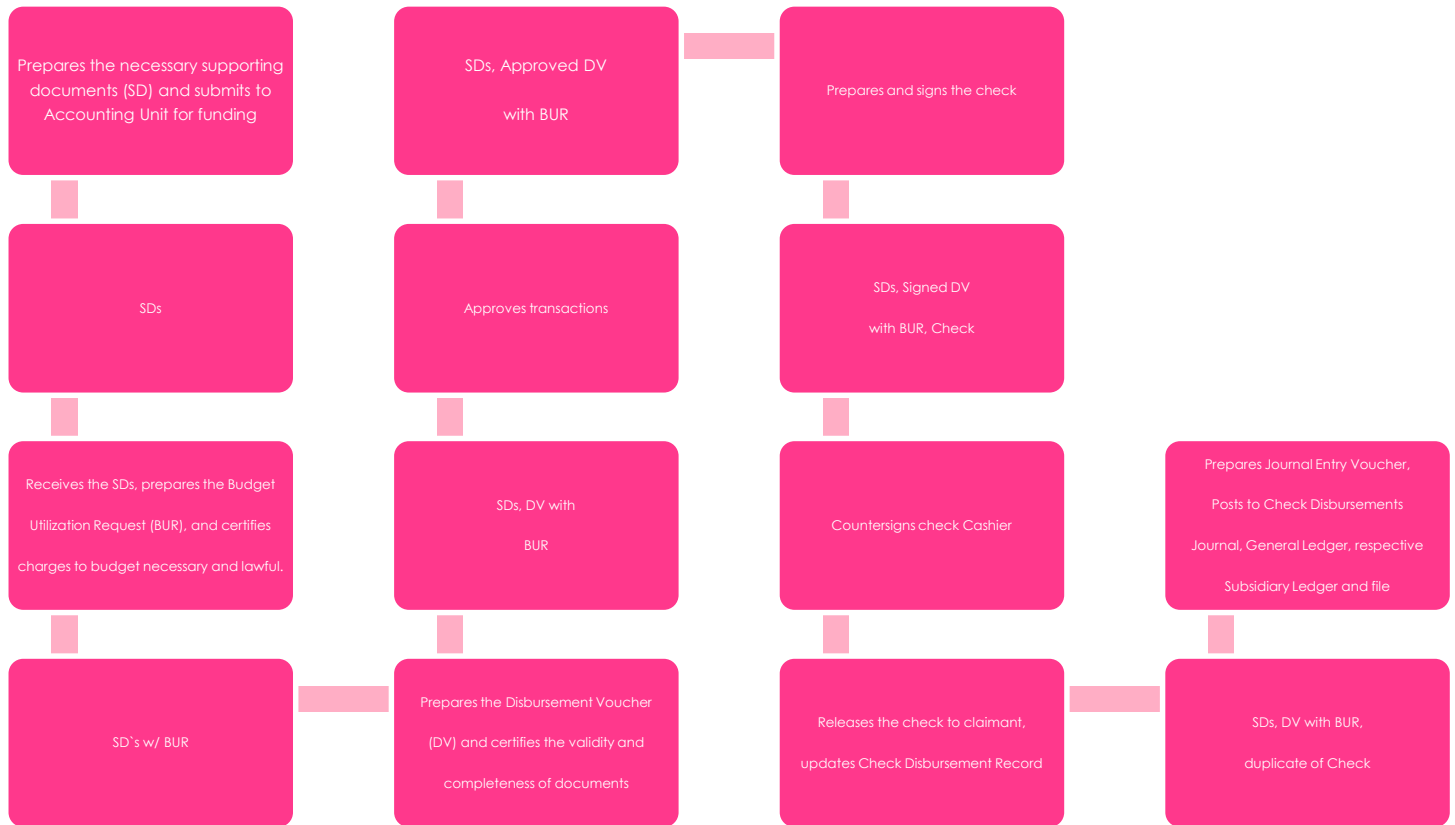 Prepares the necessary supporting
documents (SD) and submits to
Accounting Unit for funding
SDs
Receives the SDs, prepares the Budget
Utilization Request (BUR), and certifies
charges to budget necessary and lawful.
SD`s w/ BUR
Prepares the Disbursement Voucher
(DV) and certifies the validity and
completeness of documents
SDs, DV with
BUR
Approves transactions
SDs, Approved DV
with BUR
Prepares and signs the check
SDs, Signed DV
with BUR, Check
Countersigns check Cashier
Releases the check to claimant,
updates Check Disbursement Record
SDs, DV with BUR,
duplicate of Check
Prepares Journal Entry Voucher,
Posts to Check Disbursements
Journal, General Ledger, respective
Subsidiary Ledger and file